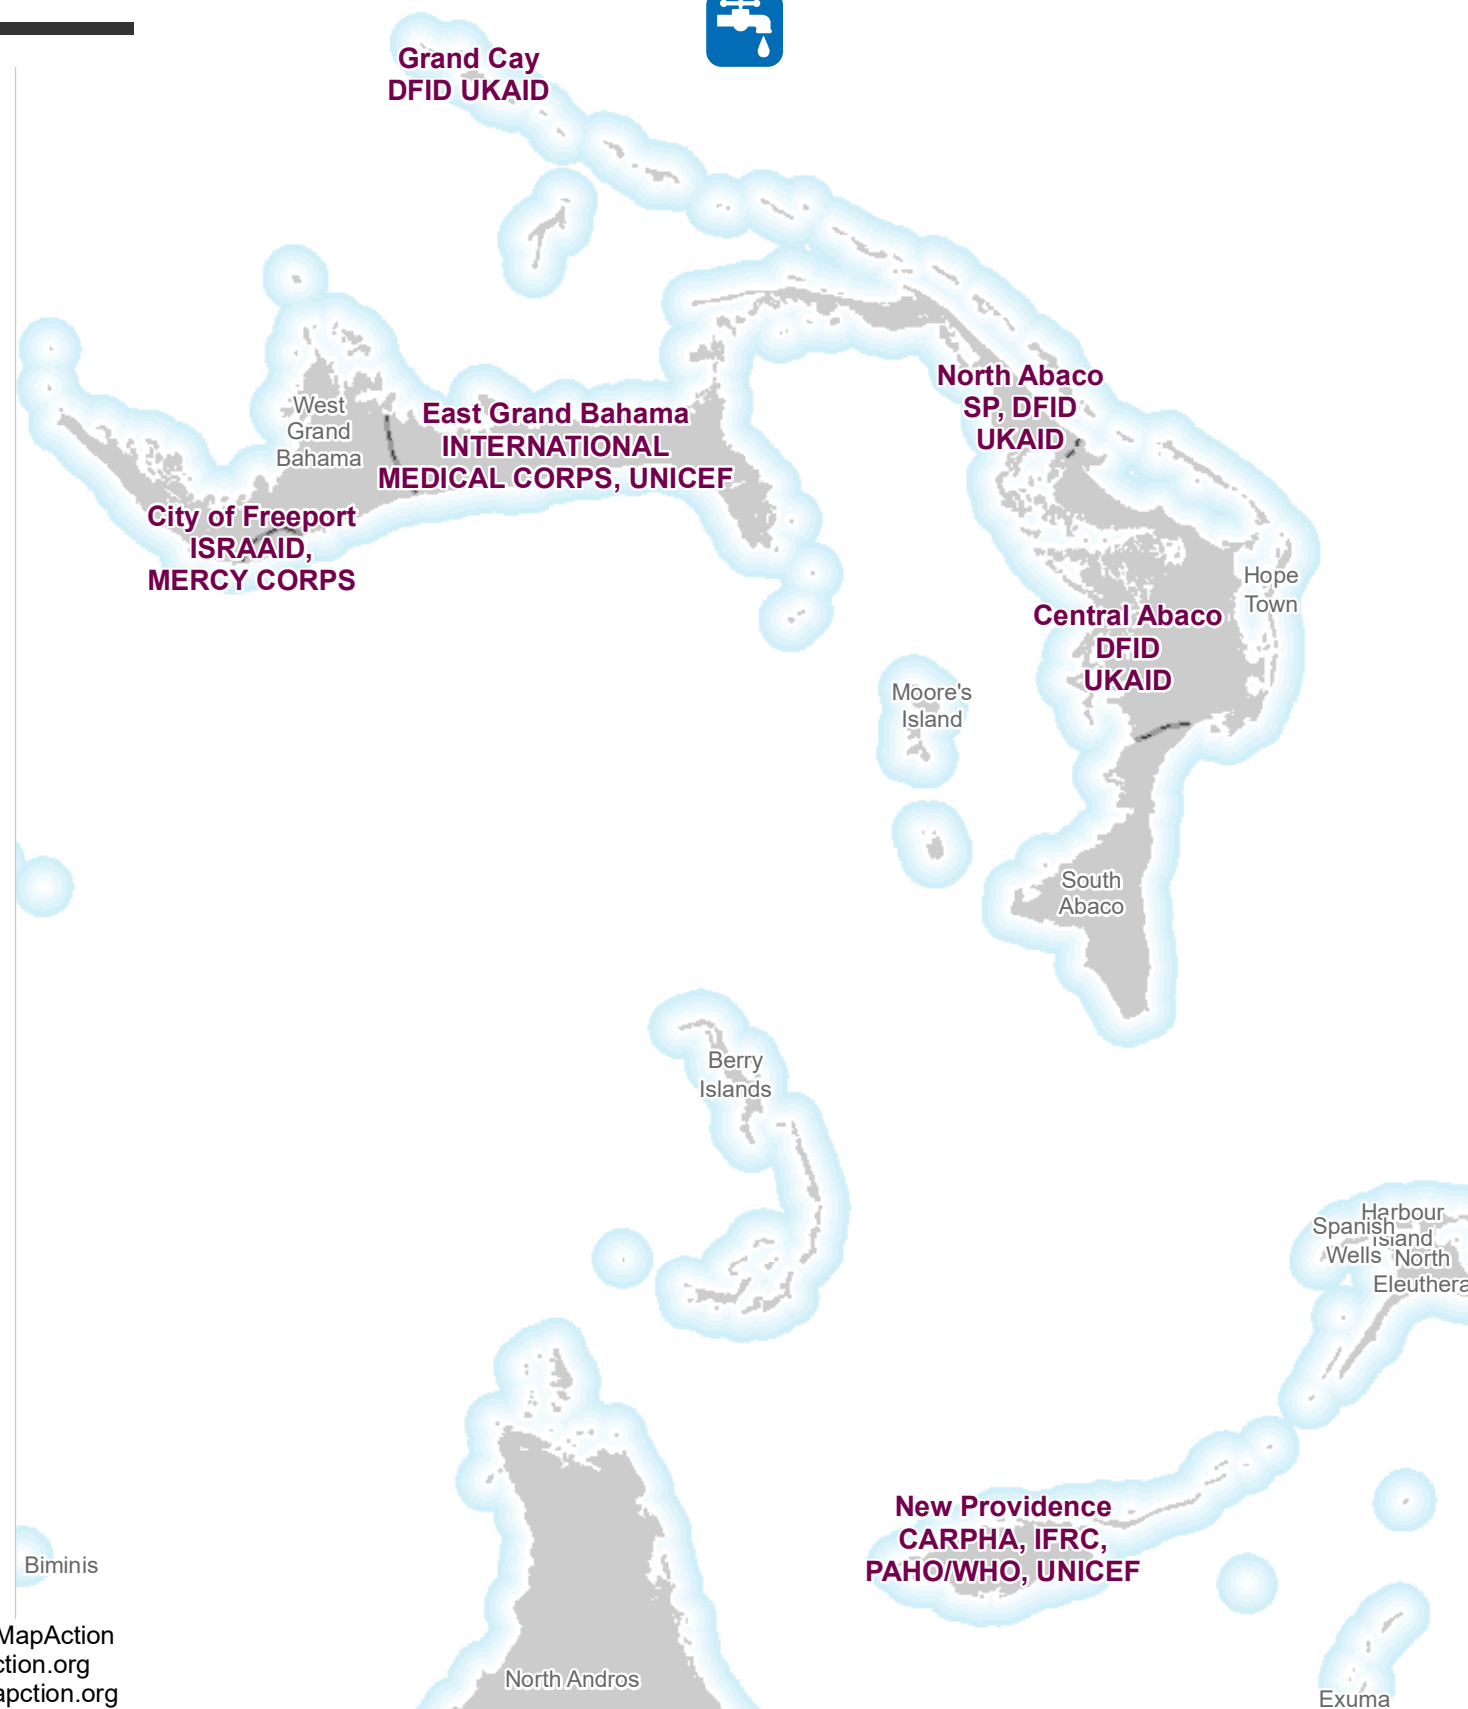 Grand Cay
DFID UKAID
North Abaco
SP, DFID
UKAID
West
Grand
Bahama
East Grand Bahama
INTERNATIONAL
MEDICAL CORPS, UNICEF
City of Freeport
ISRAAID,
MERCY CORPS
Hope
Town
Central Abaco
DFID
UKAID
Moore's
Island
South
Abaco
Berry
Islands
Harbour
Island
Spanish
Wells
North
Eleuthera
New Providence
CARPHA, IFRC,
PAHO/WHO, UNICEF
Biminis
MapAction
ction.org
apction.org
North Andros
Exuma